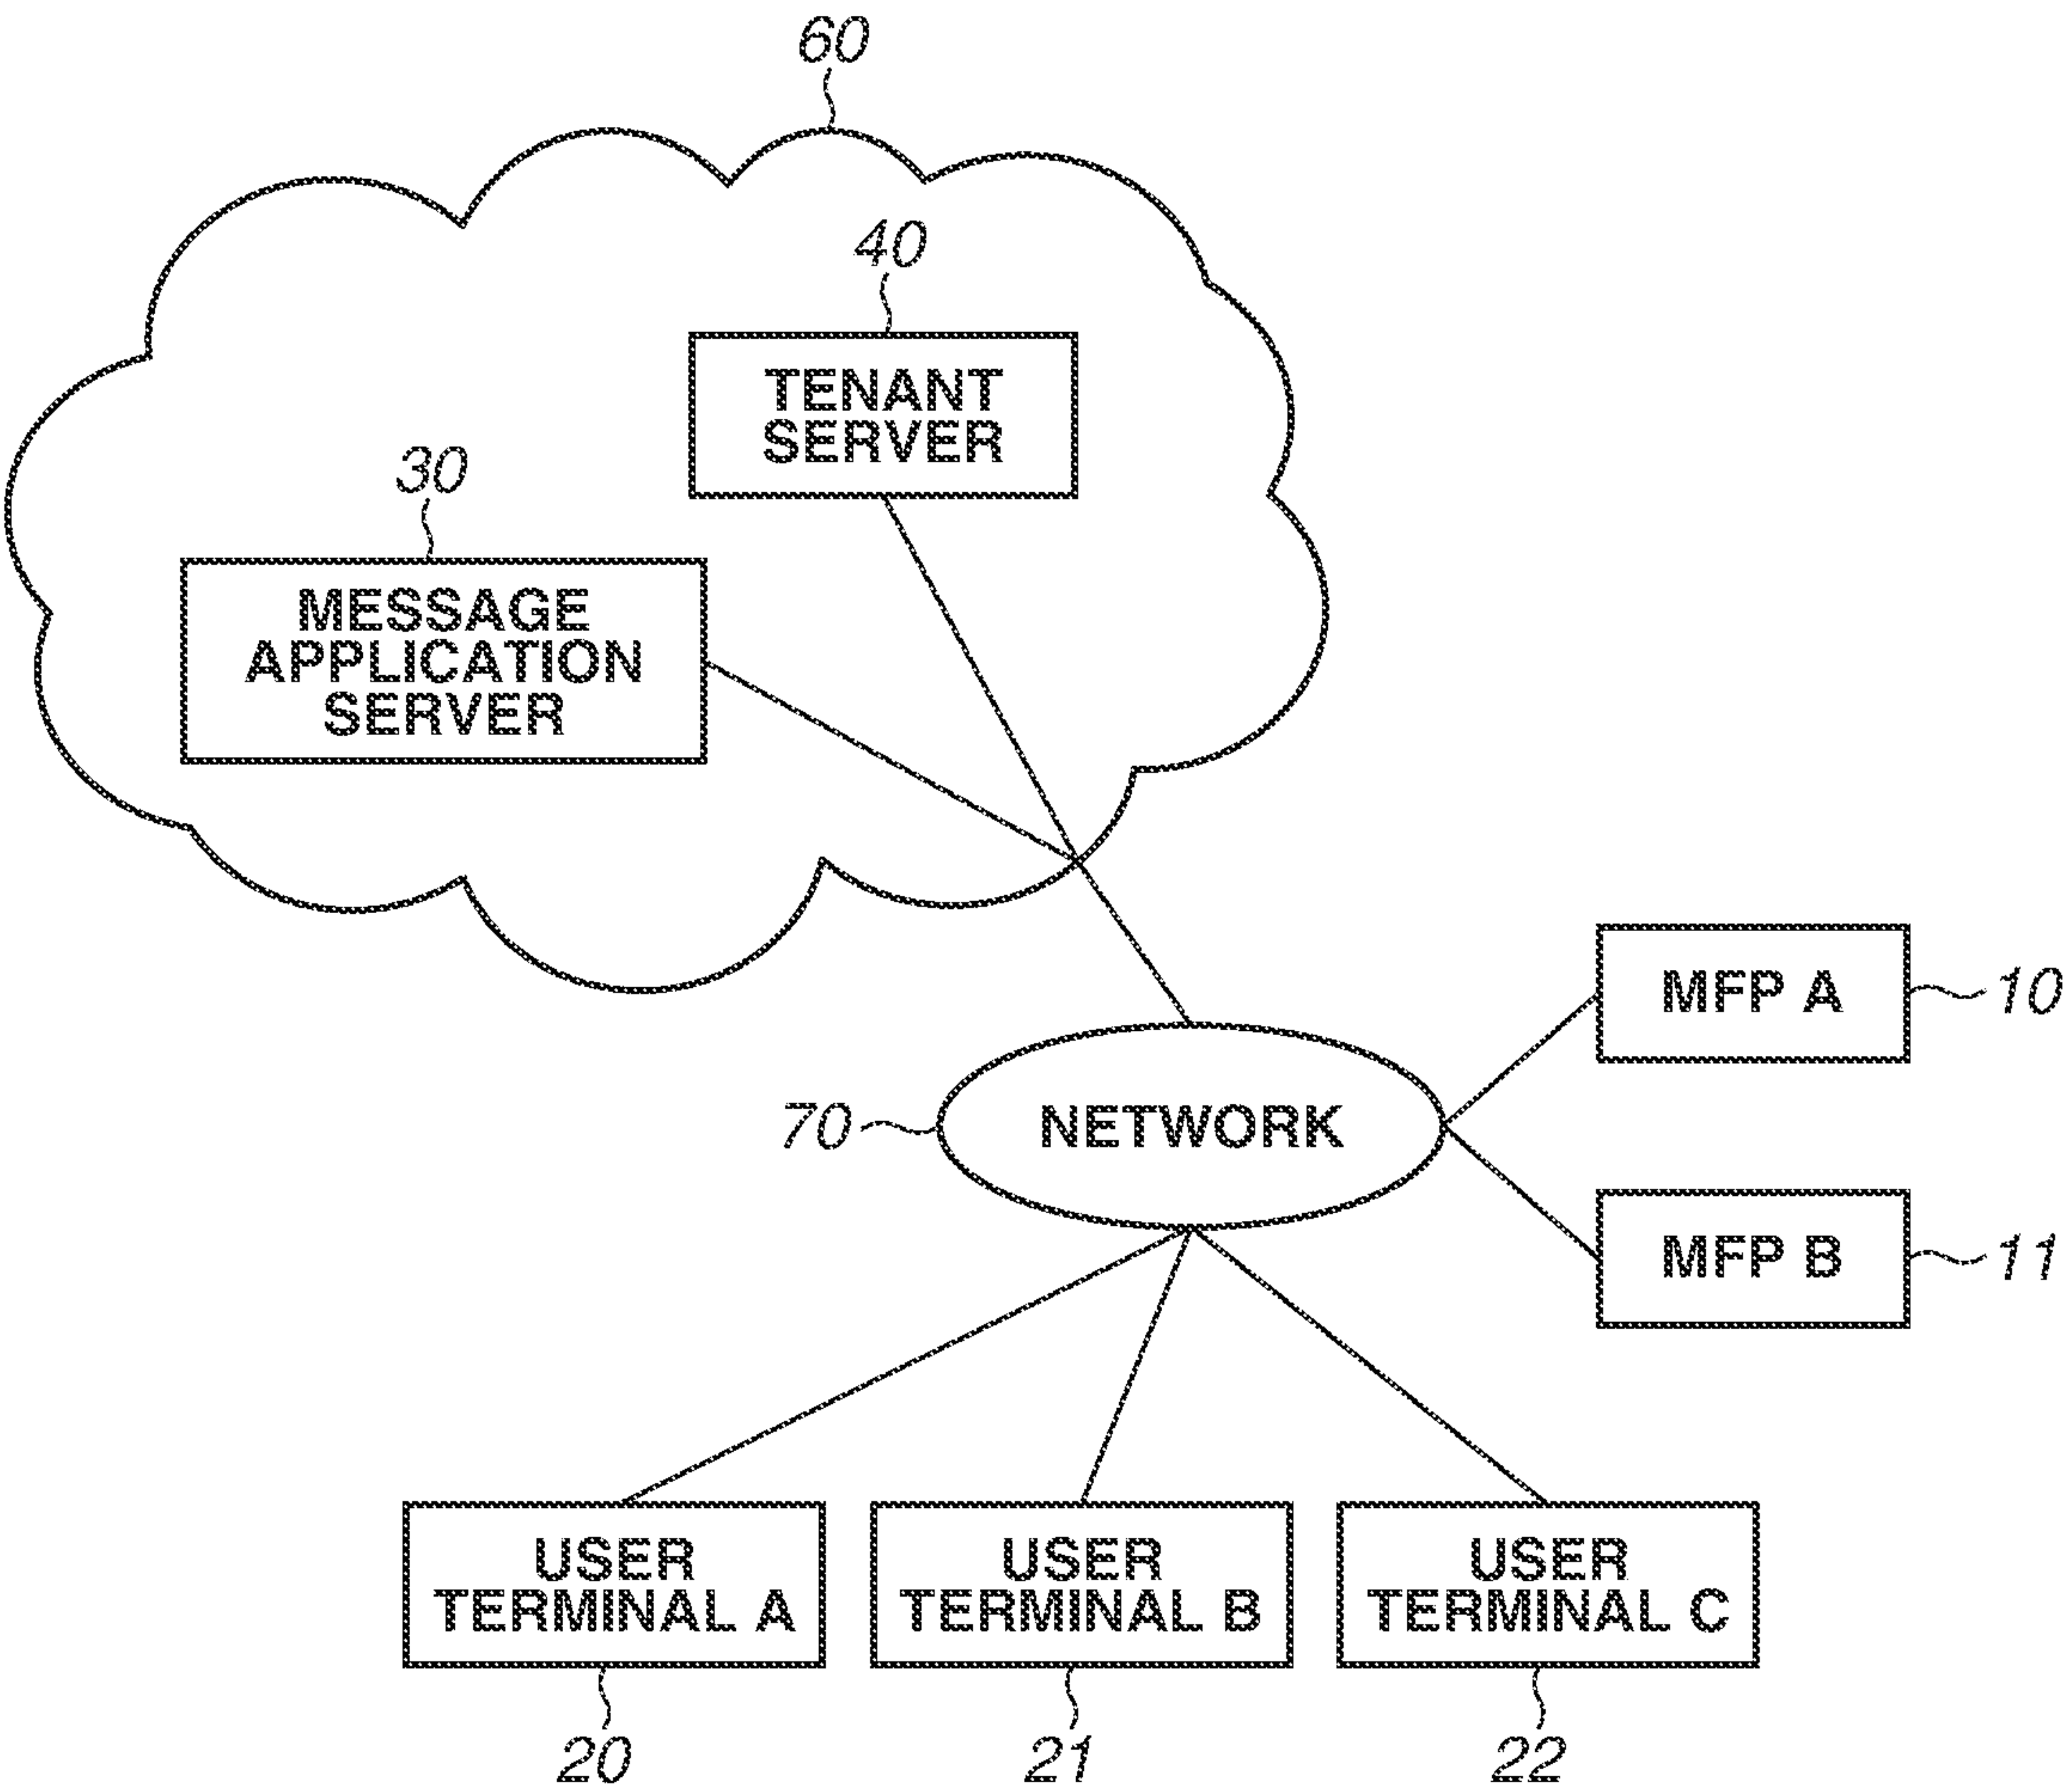 60
40
TENANT
SERVER
30
MESSAGE
APPLICATION
SERVER
MFP A
10
70
NETWORK
MFP B
11
USER
TERMINAL A
USER
TERMINAL B
USER
TERMINAL C
20
21
22